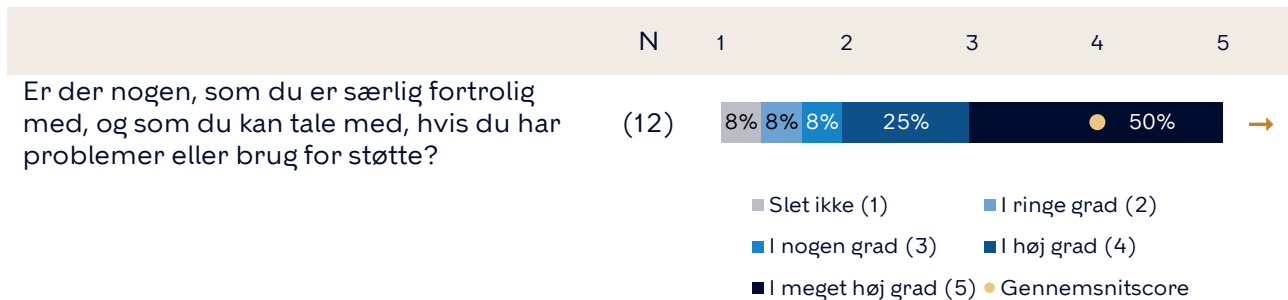 N 1 2 3 4 5
Er der nogen, som du er særlig fortrolig
med, og som du kan tale med, hvis du har
problemer eller brug for støtte?
(12) 8% 8% 8% 25% 50%
Slet ikke (1) I ringe grad (2)
I nogen grad (3) I høj grad (4)
I meget høj grad (5) Gennemsnitscore